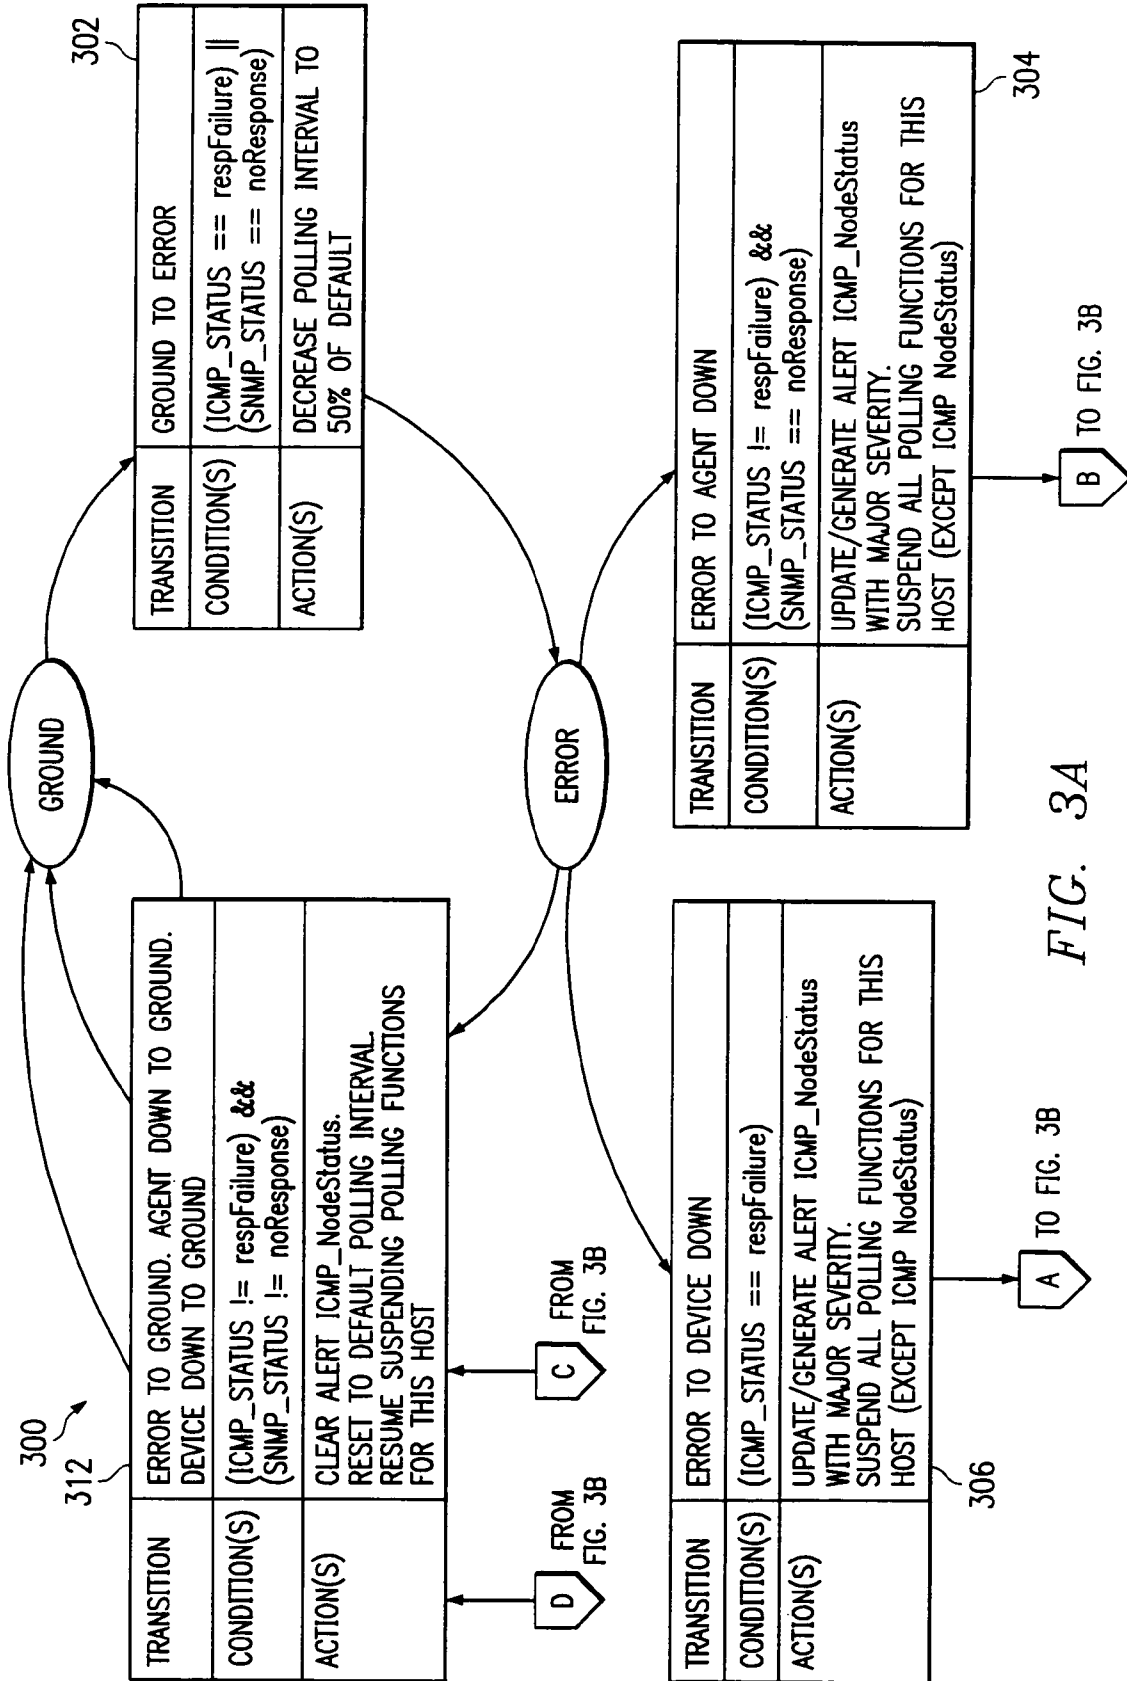 300
312
TRANSITION
ERROR TO GROUND. AGENT DOWN TO GROUND.
DEVICE DOWN TO GROUND
CONDITION(S)
(ICMP_STATUS != respFailure) &&
(SNMP_STATUS != noResponse)
ACTION(S)
CLEAR ALERT ICMP_NodeStatus.
RESET TO DEFAULT POLLING INTERVAL.
RESUME SUSPENDING POLLING FUNCTIONS
FOR THIS HOST
D
FROM
FIG. 3B
C
FROM
FIG. 3B
GROUND
302
TRANSITION
GROUND TO ERROR
CONDITION(S)
(ICMP_STATUS == respFailure) ||
(SNMP_STATUS == noResponse)
ACTION(S)
DECREASE POLLING INTERVAL TO
50% OF DEFAULT
ERROR
TRANSITION
ERROR TO DEVICE DOWN
CONDITION(S)
(ICMP_STATUS == respFailure)
ACTION(S)
UPDATE/GENERATE ALERT ICMP_NodeStatus
WITH MAJOR SEVERITY.
SUSPEND ALL POLLING FUNCTIONS FOR THIS
HOST (EXCEPT ICMP NodeStatus)
306
A
TO FIG. 3B
TRANSITION
ERROR TO AGENT DOWN
CONDITION(S)
(ICMP_STATUS != respFailure) &&
(SNMP_STATUS == noResponse)
ACTION(S)
UPDATE/GENERATE ALERT ICMP_NodeStatus
WITH MAJOR SEVERITY.
SUSPEND ALL POLLING FUNCTIONS FOR THIS
HOST (EXCEPT ICMP NodeStatus)
304
B
TO FIG. 3B
FIG. 3A